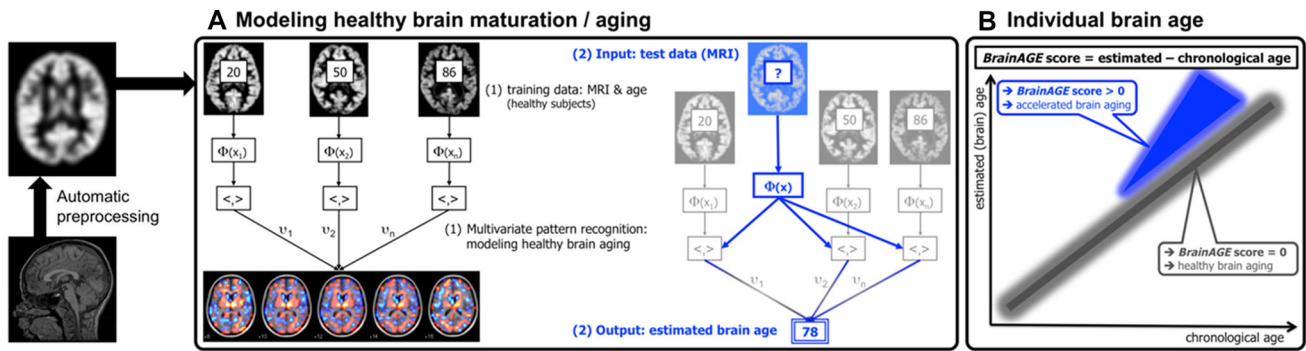 A Modeling healthy brain maturation / aging
20
50
86
(1) training data: MRI & age
(healthy subjects)
Φ(x1)
Φ(x2)
Φ(xn)
<,>
<,>
<,>
υ1
υ2
υn
(1) Multivariate pattern recognition:
modeling healthy brain aging
Automatic
preprocessing
(2) Input: test data (MRI)
?
20
50
86
Φ(x)
Φ(x1)
Φ(x2)
Φ(xn)
<,>
<,>
<,>
υ1
υ2
υn
(2) Output: estimated brain age
78
B Individual brain age
BrainAGE score = estimated − chronological age
→ BrainAGE score > 0
→ accelerated brain aging
→ BrainAGE score = 0
→ healthy brain aging
estimated (brain) age
chronological age